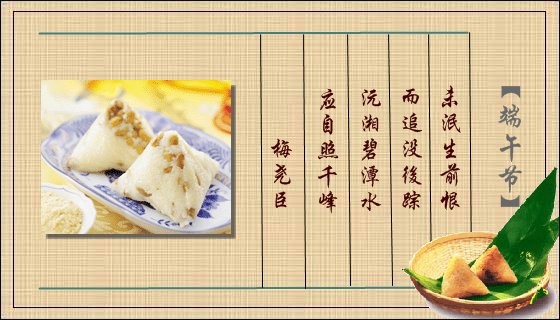 【端午节】
未泯生前恨
而追没後踪
沅湘碧潭水
应自照千峰
梅尧臣